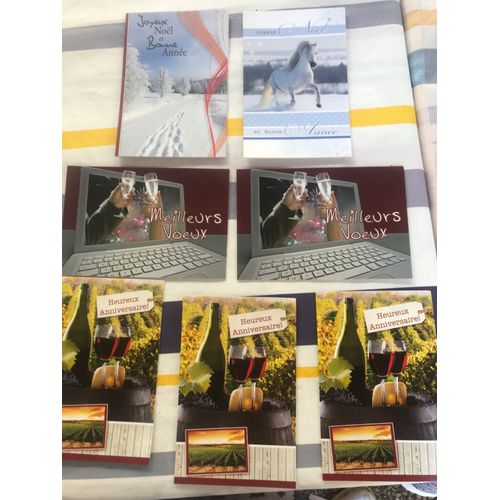 Joyeux
Noël
et
Bonne
Année
Joyeux Noël
et Bonne Année
Meilleurs
Voeux
Meilleurs
Voeux
Heureux
Anniversaire!
Heureux
Anniversaire!
Heureux
Anniversaire!